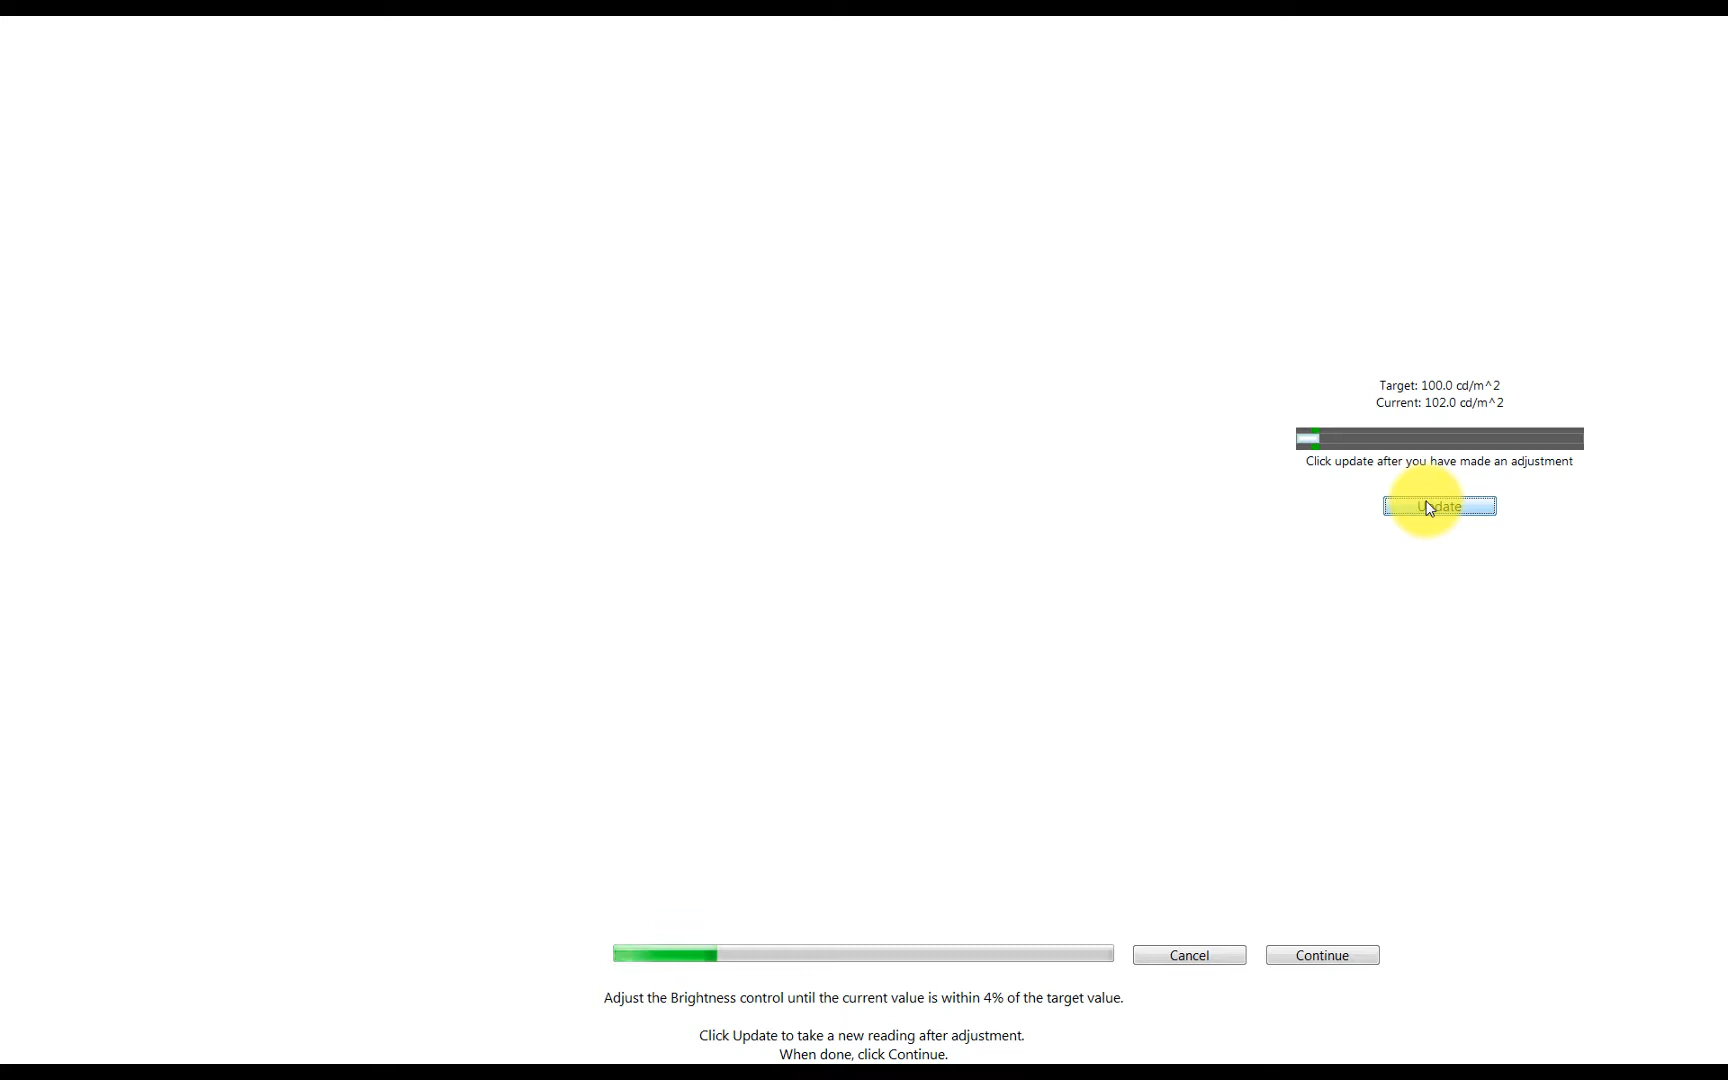 Target: 100.0 cd/m^2
Current: 102.0 cd/m^2
Click update after you have made an adjustment
Update
Cancel
Continue
Adjust the Brightness control until the current value is within 4% of the target value.
Click Update to take a new reading after adjustment.
When done, click Continue.